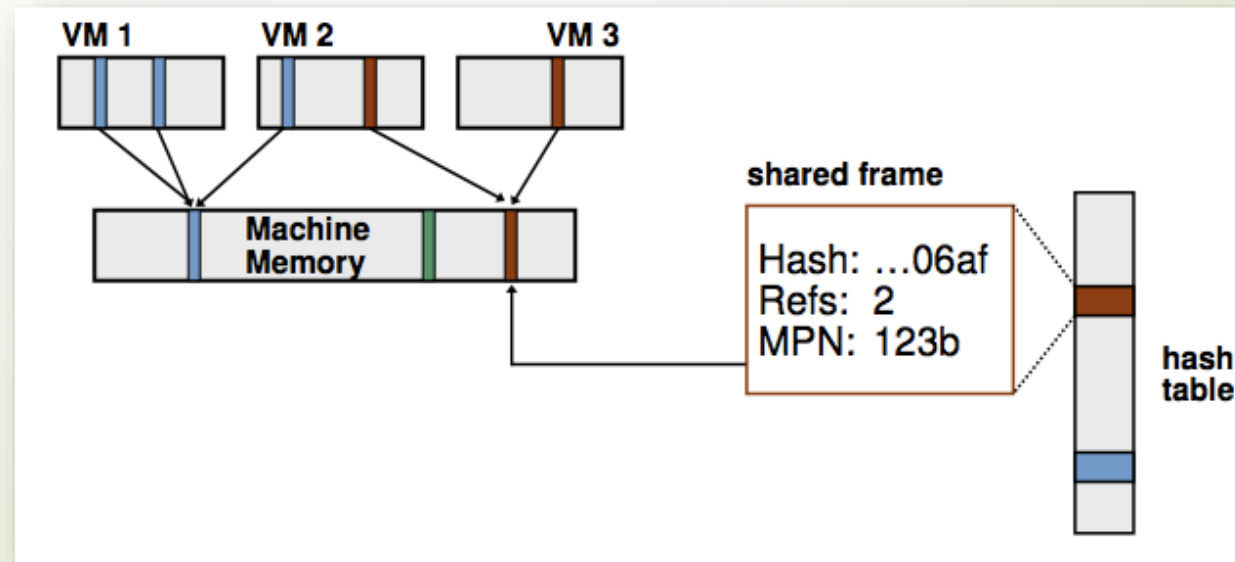 VM 1
VM 2
VM 3
Machine
Memory
shared frame
Hash: ...06af
Refs: 2
MPN: 123b
hash
table